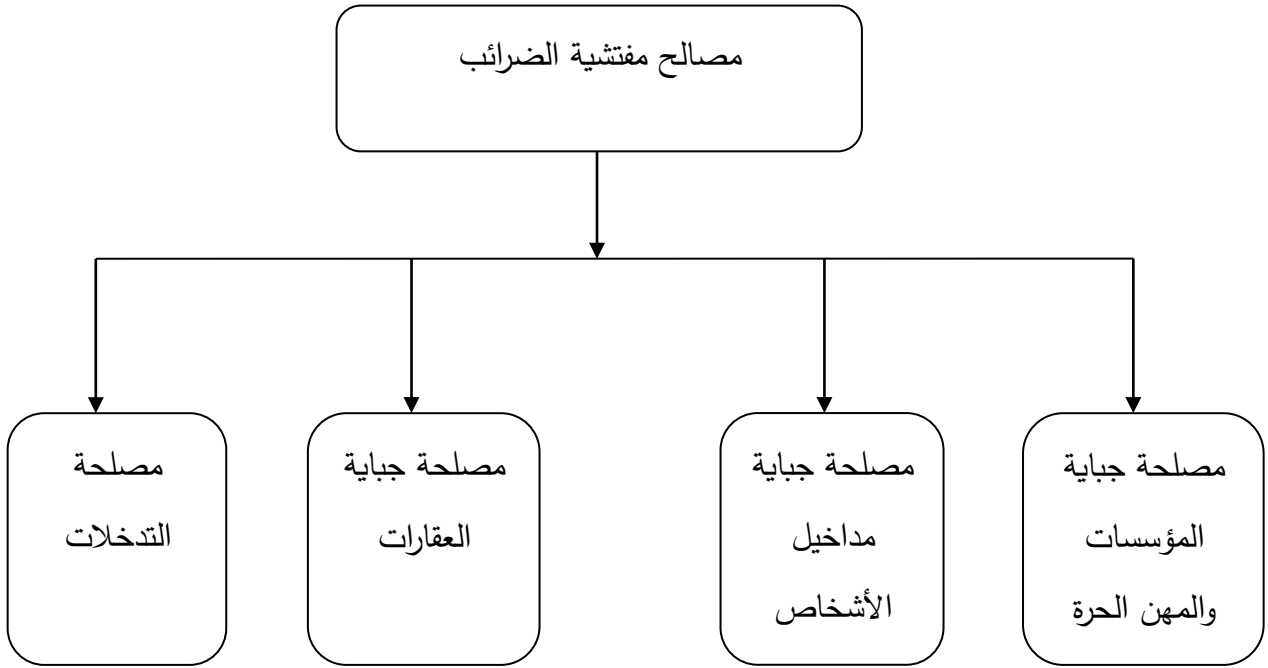 مصالح مفتشية الضرائب
مصلحة جباية
المؤسسات
والمهن الحرة
مصلحة جباية
مداخيل
الأشخاص
مصلحة جباية
العقارات
مصلحة
التدخلات